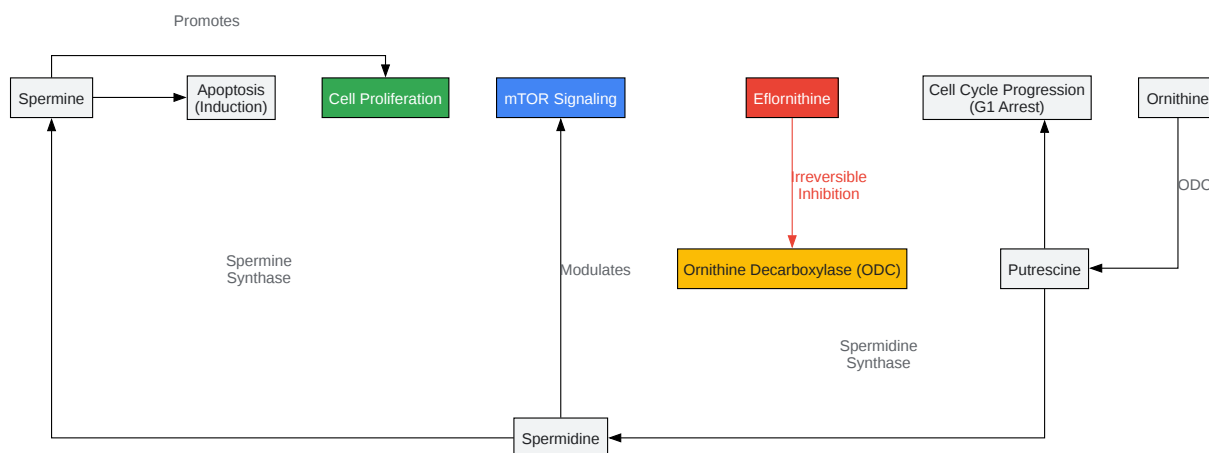 Promotes
Spermine
Apoptosis
(Induction)
Cell Proliferation
mTOR Signaling
Eflornithine
Cell Cycle Progression
(G1 Arrest)
Ornithine
Irreversible
Inhibition
ODC
Spermine
Synthase
Modulates
Ornithine Decarboxylase (ODC)
Putrescine
Spermidine
Synthase
Spermidine